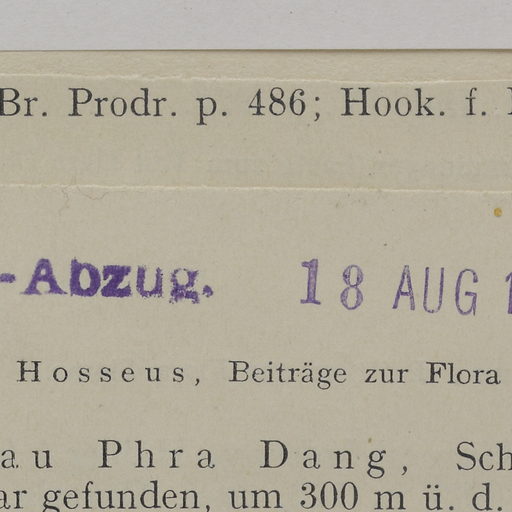 Br. Prodr. p. 486; Hook. f.
-Abzug. 18 AUG 1
Hosseus, Beiträge zur Flora
au Phra Dang, Sch
ar gefunden, um 300 m ü. d.